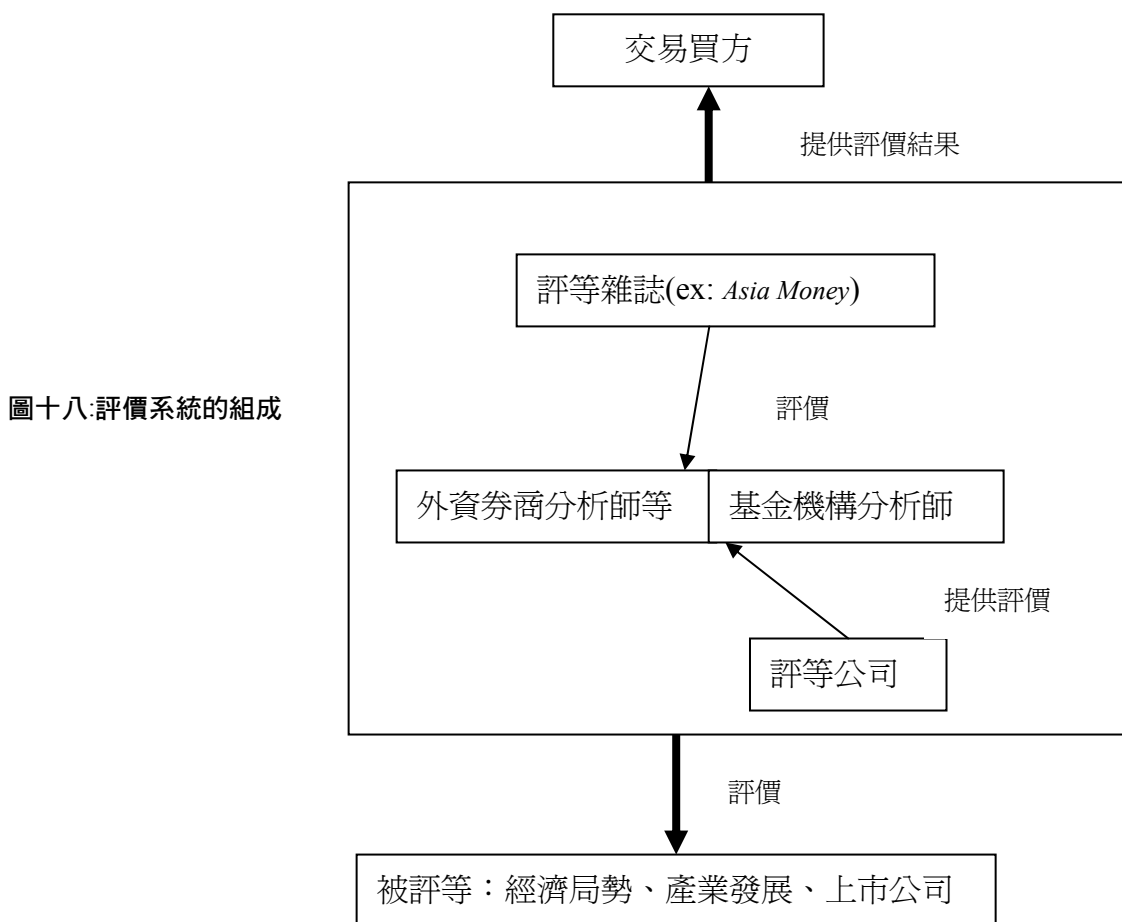 交易買方
提供評價結果
評等雜誌(ex: Asia Money)
圖十八:評價系統的組成
評價
外資券商分析師等
基金機構分析師
提供評價
評等公司
評價
被評等：經濟局勢、產業發展、上市公司